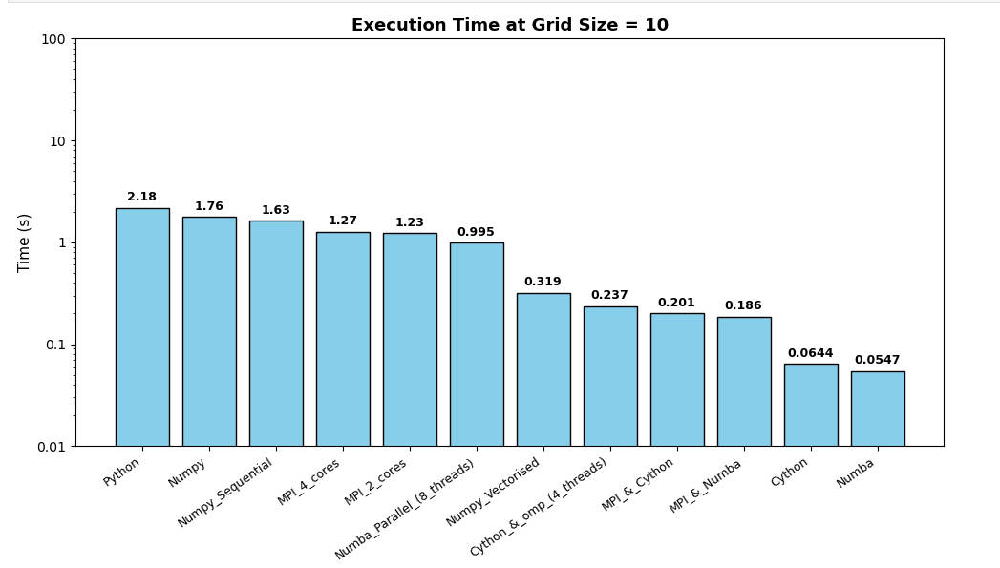 Execution Time at Grid Size = 10
Time (s)
100
10
1
0.1
0.01
2.18
1.76
1.63
1.27
1.23
0.995
0.319
0.237
0.201
0.186
0.0644
0.0547
Python
Numpy
Numpy_Sequential
MPI_4_cores
MPI_2_cores
Numba_Parallel_(8_threads)
Numpy_Vectorised
Cython_&_omp_(4_threads)
MPI_&_Cython
MPI_&_Numba
Cython
Numba